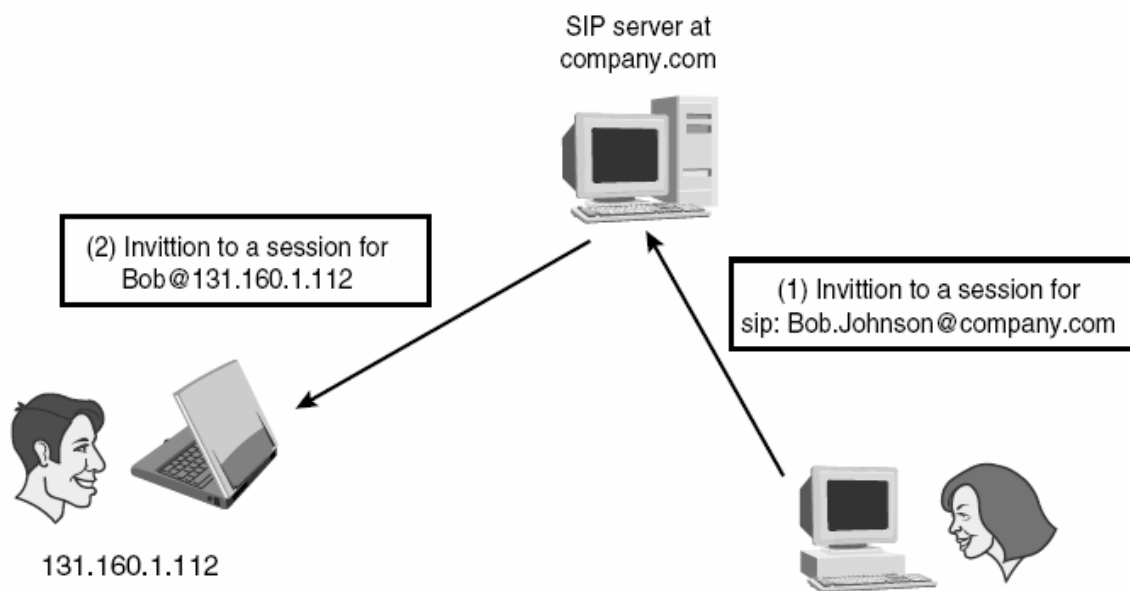 SIP server at
company.com
(2) Invittion to a session for
Bob@131.160.1.112
(1) Invittion to a session for
sip: Bob.Johnson@company.com
131.160.1.112